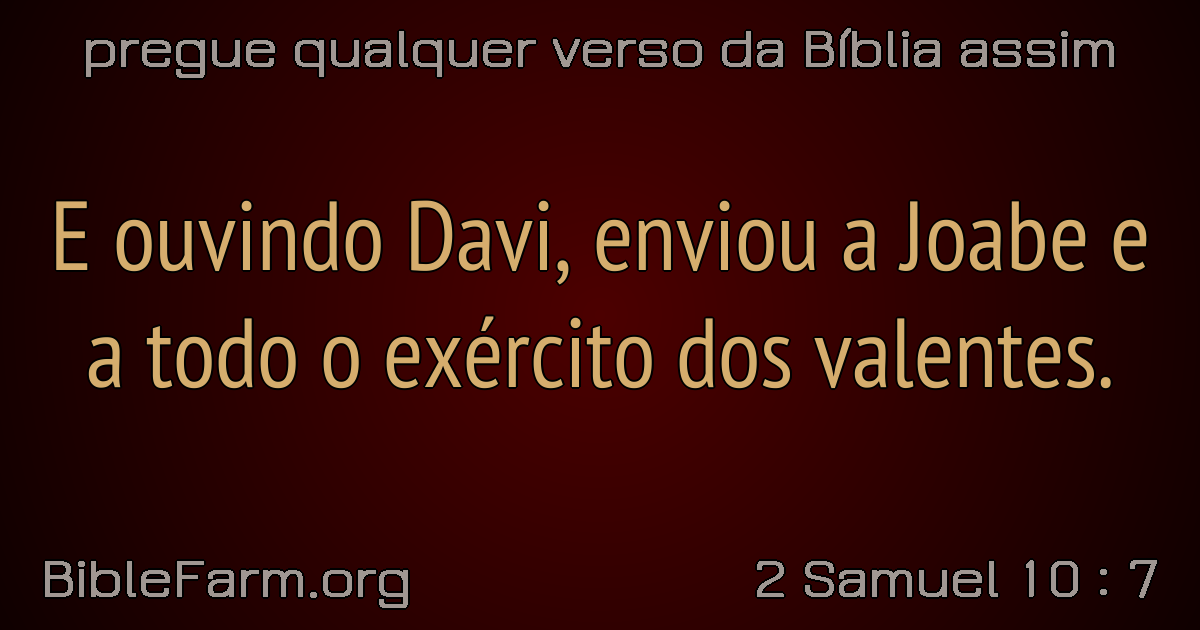 pregue qualquer verso da Bíblia assim
E ouvindo Davi, enviou a Joabe e
a todo o exército dos valentes.
BibleFarm.org
2 Samuel 10 : 7